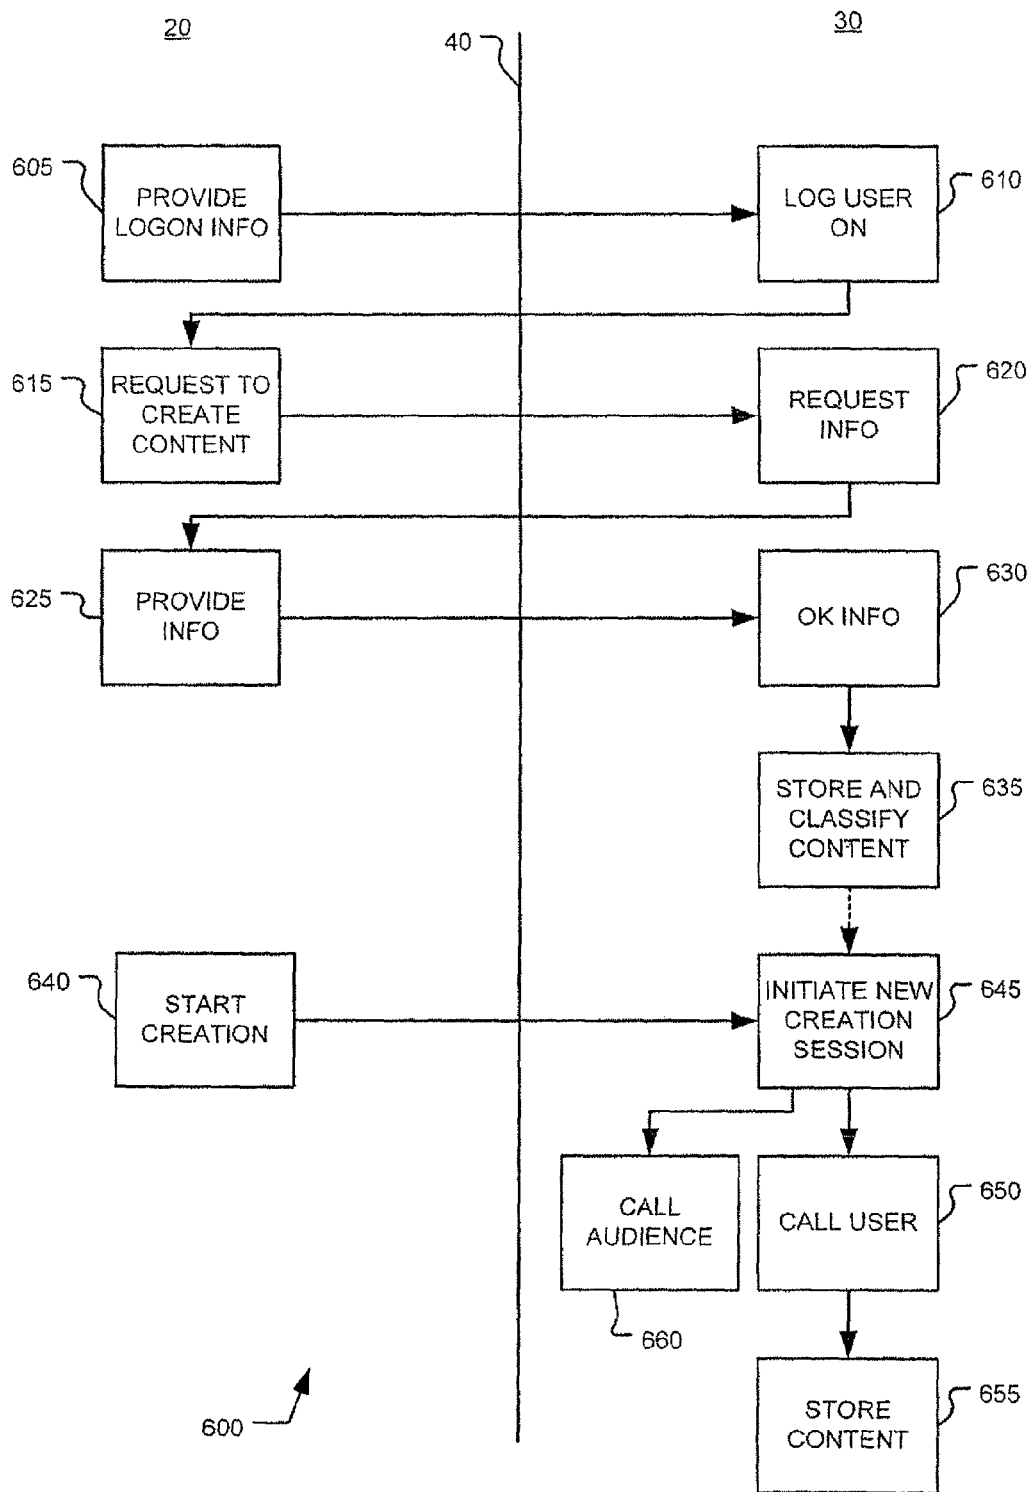 20
30
40
605
PROVIDE
LOGON INFO
LOG USER
ON
610
615
REQUEST TO
CREATE
CONTENT
REQUEST
INFO
620
625
PROVIDE
INFO
OK INFO
630
STORE AND
CLASSIFY
CONTENT
635
640
START
CREATION
INITIATE NEW
CREATION
SESSION
645
CALL
AUDIENCE
660
CALL USER
650
600
STORE
CONTENT
655